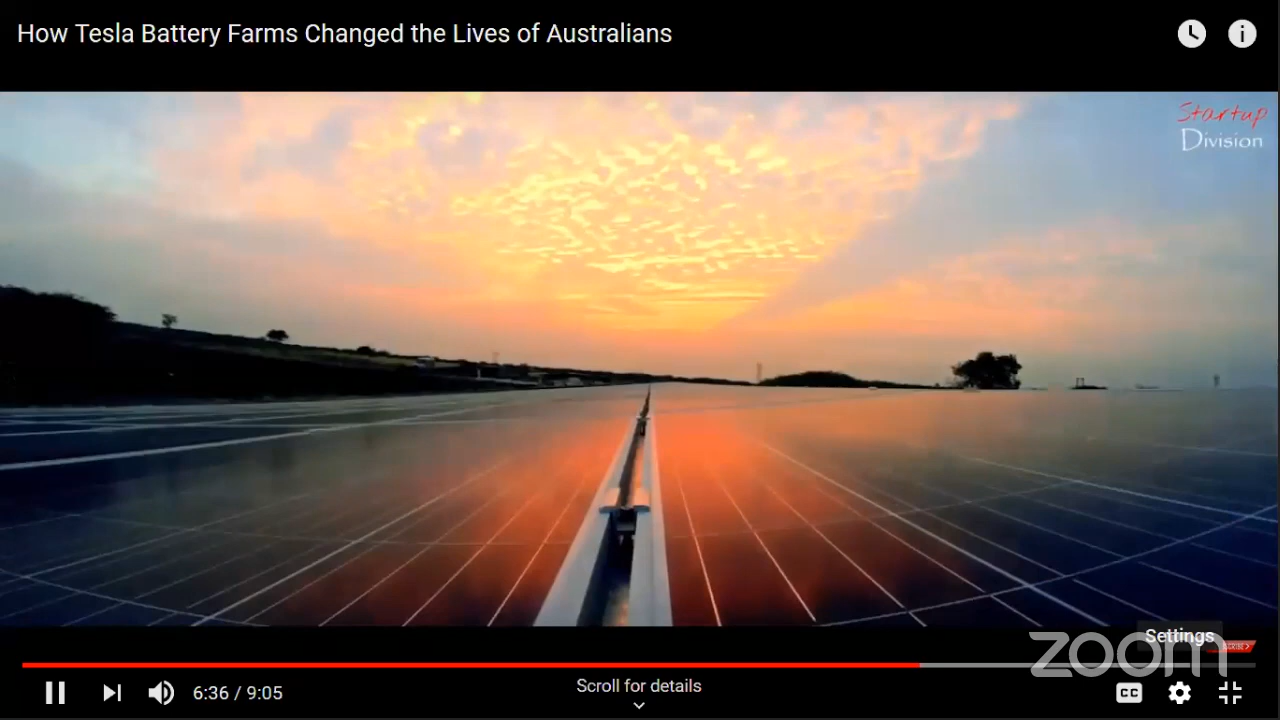 How Tesla Battery Farms Changed the Lives of Australians
Startup
Division
Settings
zoom
6:36 / 9:05
Scroll for details
CC